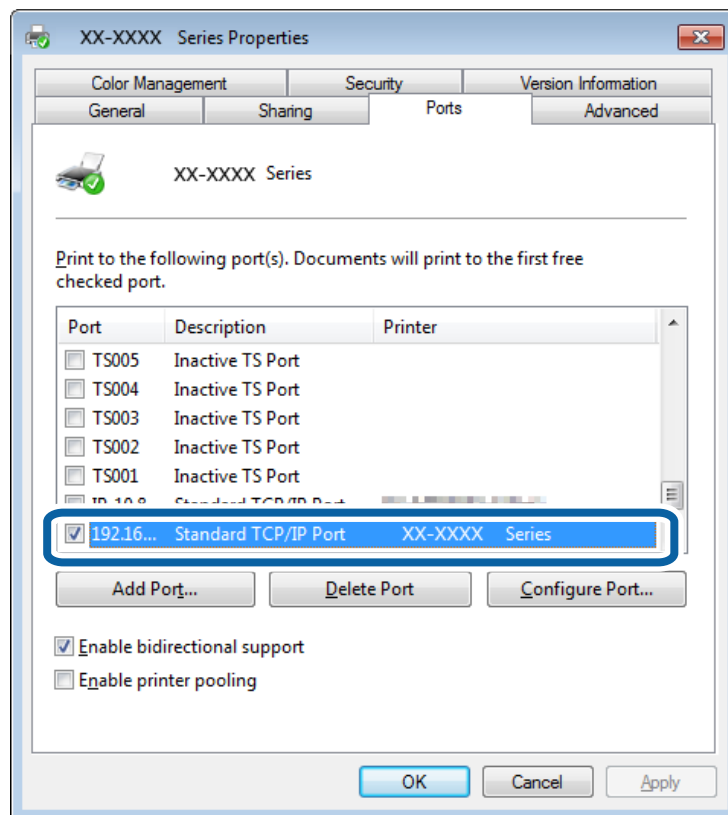 XX-XXXX Series Properties
Color Management Security Version Information
General Sharing Ports Advanced
XX-XXXX Series
Print to the following port(s). Documents will print to the first free
checked port.
Port Description Printer
TS005 Inactive TS Port
TS004 Inactive TS Port
TS003 Inactive TS Port
TS002 Inactive TS Port
TS001 Inactive TS Port
Standard TCP/IP Port
192.16... Standard TCP/IP Port XX-XXXX Series
Add Port... Delete Port Configure Port...
Enable bidirectional support
Enable printer pooling
OK Cancel Apply